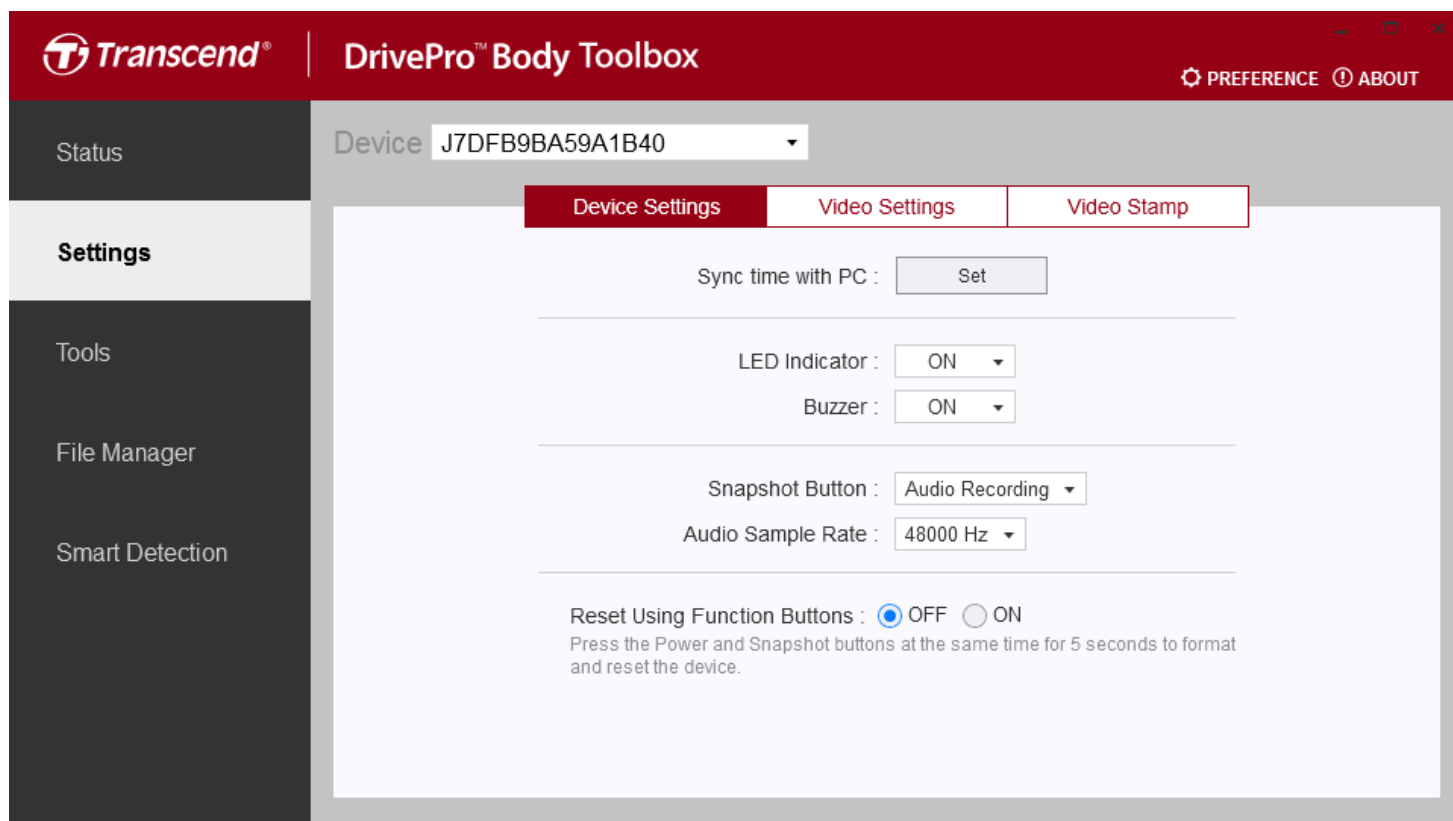 Transcend®
DrivePro™ Body Toolbox
PREFERENCE
ABOUT
Status
Settings
Tools
File Manager
Smart Detection
Device J7DFB9BA59A1B40
Device Settings
Video Settings
Video Stamp
Sync time with PC : Set
LED Indicator : ON
Buzzer : ON
Snapshot Button : Audio Recording
Audio Sample Rate : 48000 Hz
Reset Using Function Buttons : OFF ON
Press the Power and Snapshot buttons at the same time for 5 seconds to format
and reset the device.